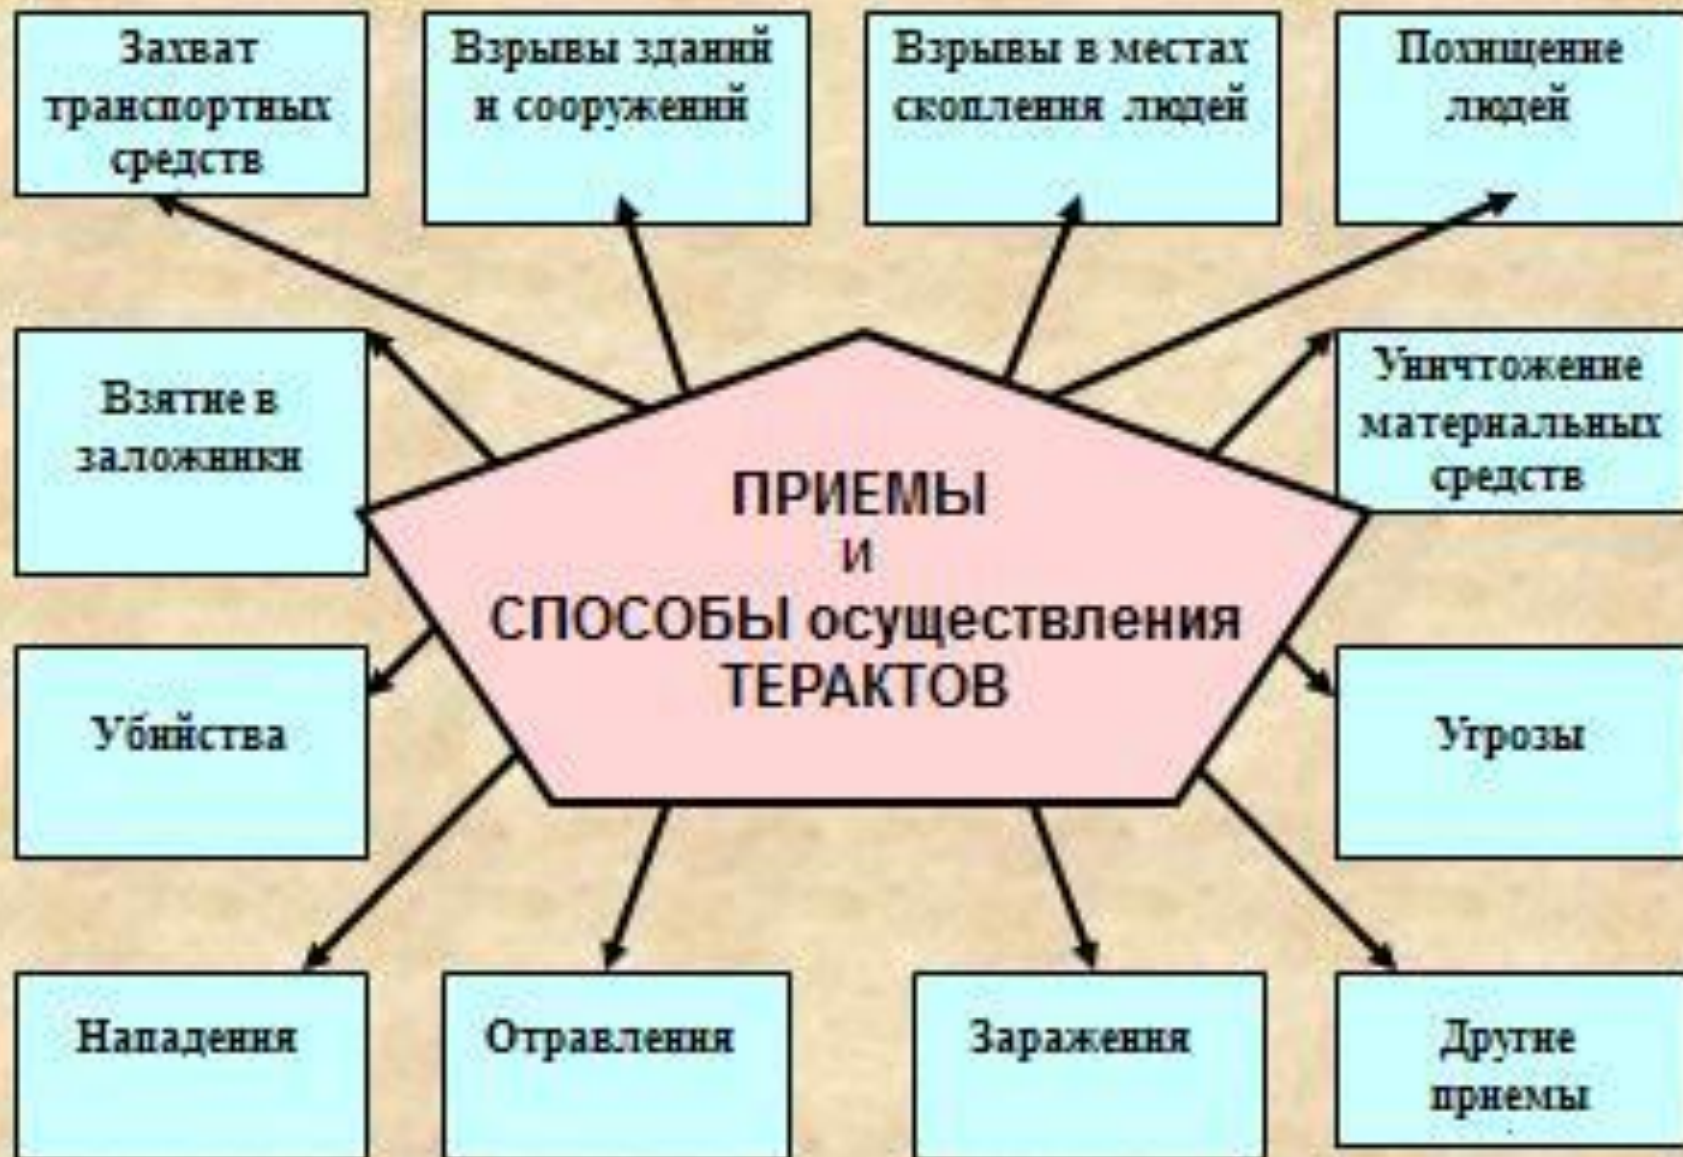 Захват
транспортных
средств
Взрывы зданий
и сооружений
Взрывы в местах
скопления людей
Похищение
людей
Взятие в
заложники
Уничтожение
материальных
средств
ПРИЕМЫ
И
СПОСОБЫ осуществления
ТЕРАКТОВ
Убийства
Угрозы
Нападения
Отравления
Заражения
Другие
приемы